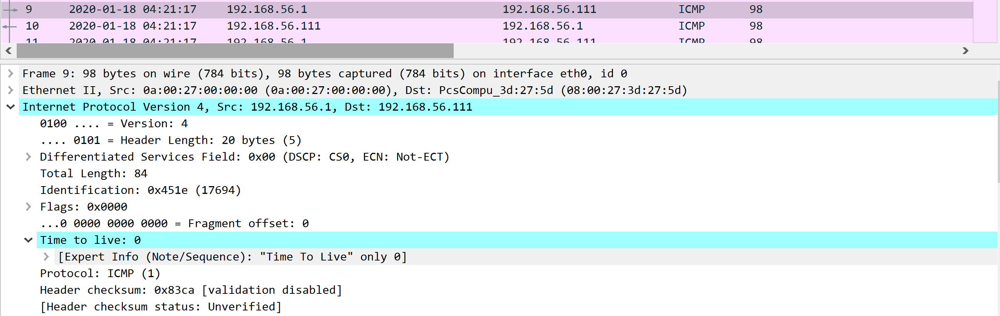 9 2020-01-18 04:21:17 192.168.56.1 192.168.56.111 ICMP 98
10 2020-01-18 04:21:17 192.168.56.111 192.168.56.1 ICMP 98
11 2020-01-18 04:21:17 192.168.56.1 192.168.56.111 ICMP 98
Frame 9: 98 bytes on wire (784 bits), 98 bytes captured (784 bits) on interface eth0, id 0
Ethernet II, Src: 0a:00:27:00:00:00 (0a:00:27:00:00:00), Dst: PcsCompu_3d:27:5d (08:00:27:3d:27:5d)
Internet Protocol Version 4, Src: 192.168.56.1, Dst: 192.168.56.111
0100 .... = Version: 4
.... 0101 = Header Length: 20 bytes (5)
Differentiated Services Field: 0x00 (DSCP: CS0, ECN: Not-ECT)
Total Length: 84
Identification: 0x451e (17694)
Flags: 0x0000
...0 0000 0000 0000 = Fragment offset: 0
Time to live: 0
[Expert Info (Note/Sequence): "Time To Live" only 0]
Protocol: ICMP (1)
Header checksum: 0x83ca [validation disabled]
[Header checksum status: Unverified]